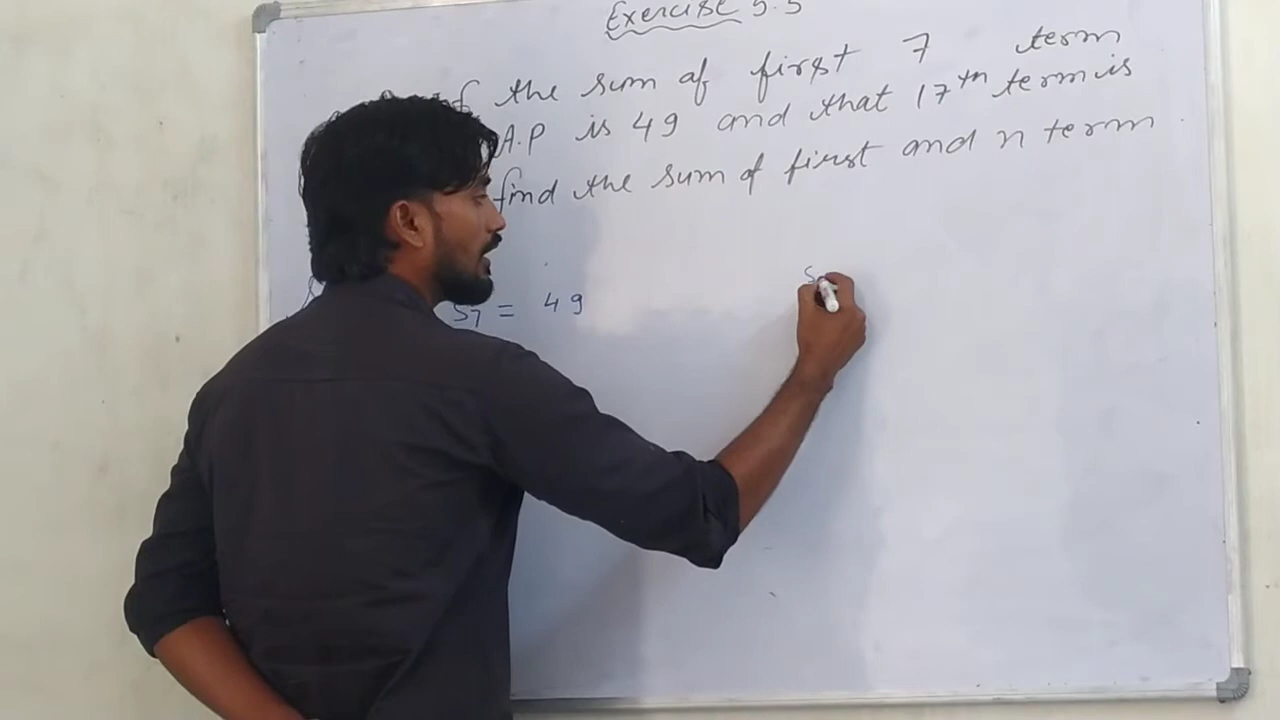 Exercise 5.3
If the sum of first 7 term
A.P is 49 and that 17th term is
find the sum of first and n term
S7 = 49
S